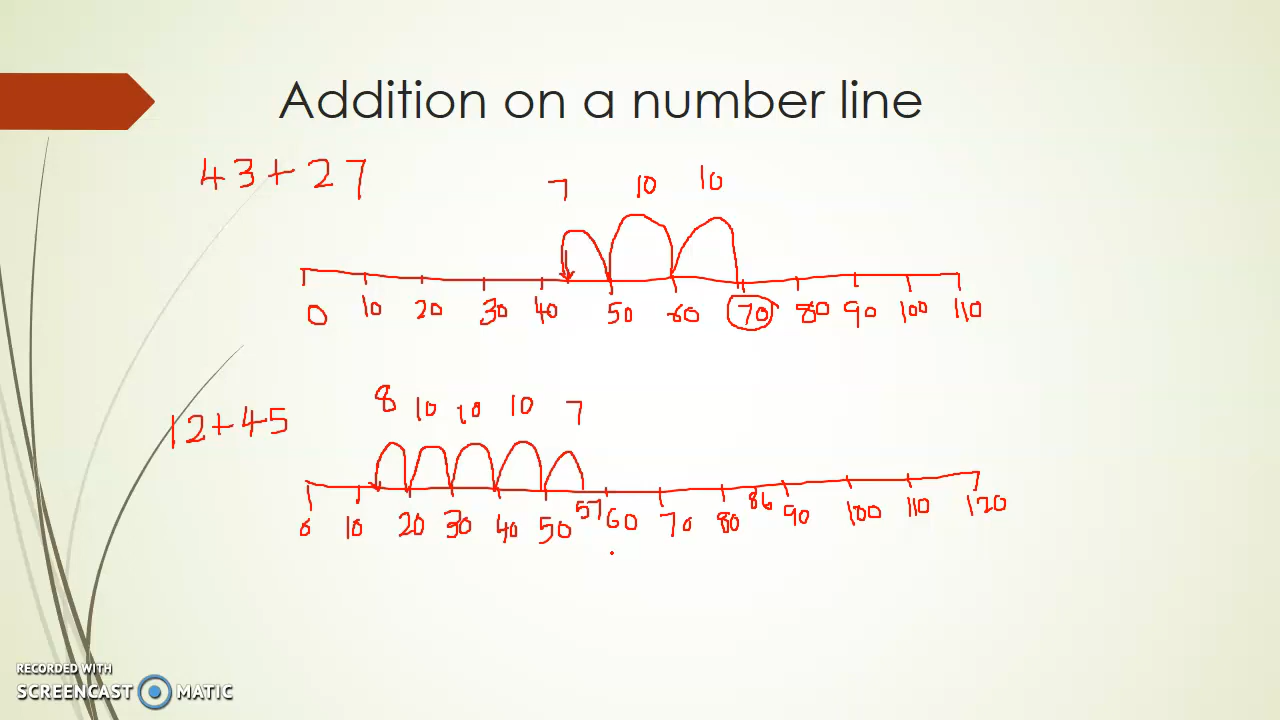 Addition on a number line
43+27
7 10 10
0 10 20 30 40 50 60 70 80 90 100 110
12+45
8 10 10 10 7
0 10 20 30 40 50 57 60 70 80 86 90 100 110 120
RECORDED WITH
SCREENCAST MATIC